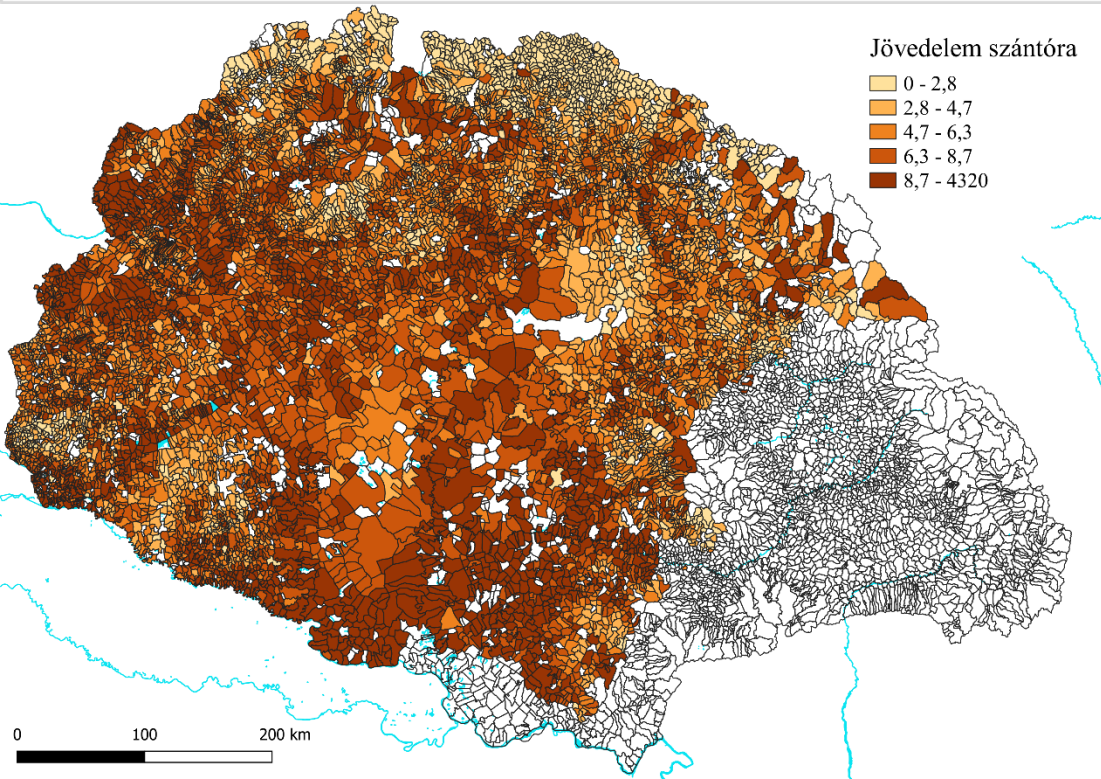 Jövedelem szántóra
0 - 2,8
2,8 - 4,7
4,7 - 6,3
6,3 - 8,7
8,7 - 4320
0 100 200 km